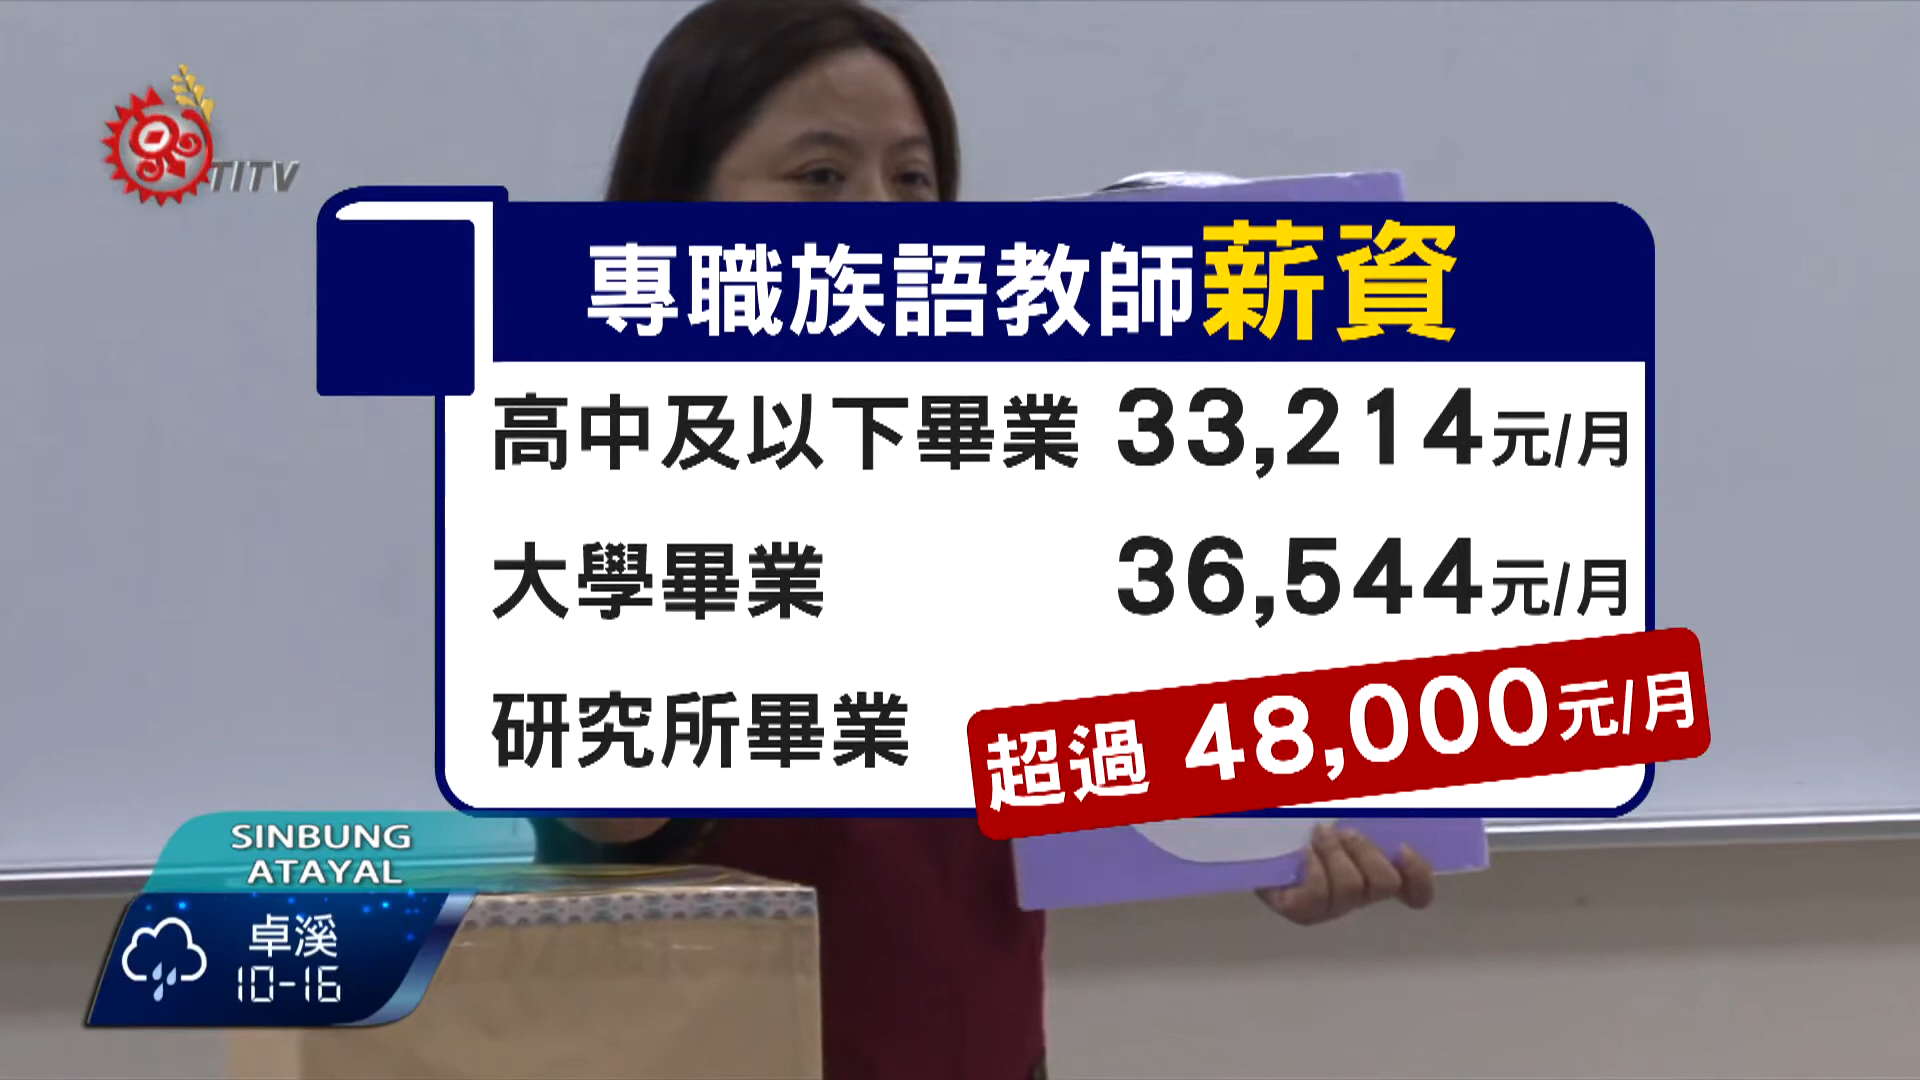 TITV
專職族語教師薪資
高中及以下畢業 33,214元/月
大學畢業 36,544元/月
研究所畢業 超過 48,000元/月
SINBUNG
ATAYAL
卓溪
10-16